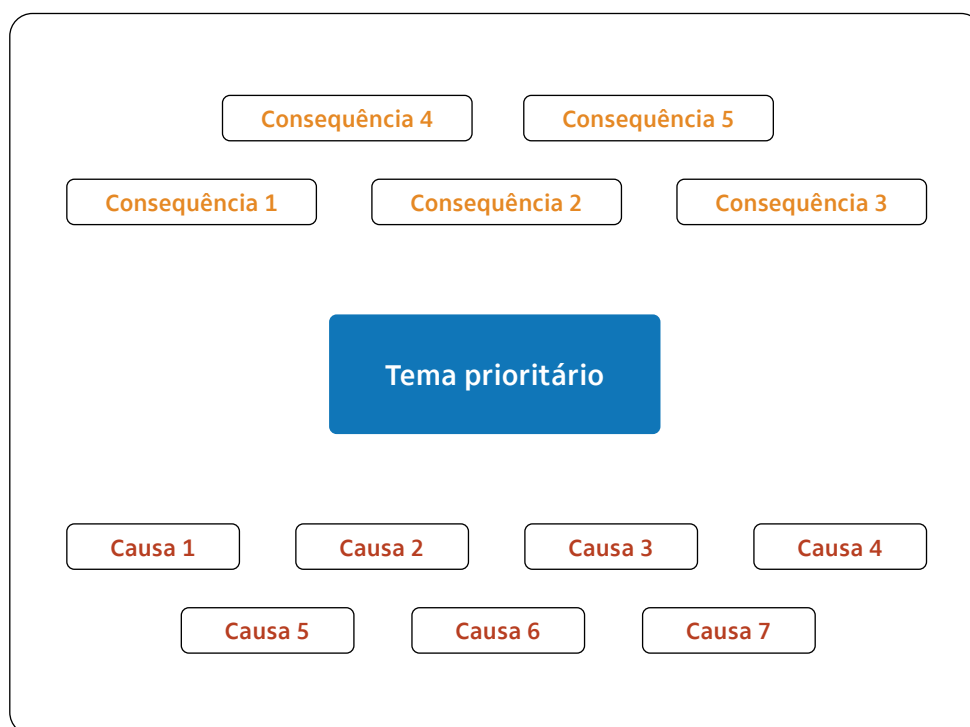 Consequência 4 Consequência 5
Consequência 1 Consequência 2 Consequência 3
Tema prioritário
Causa 1 Causa 2 Causa 3 Causa 4
Causa 5 Causa 6 Causa 7